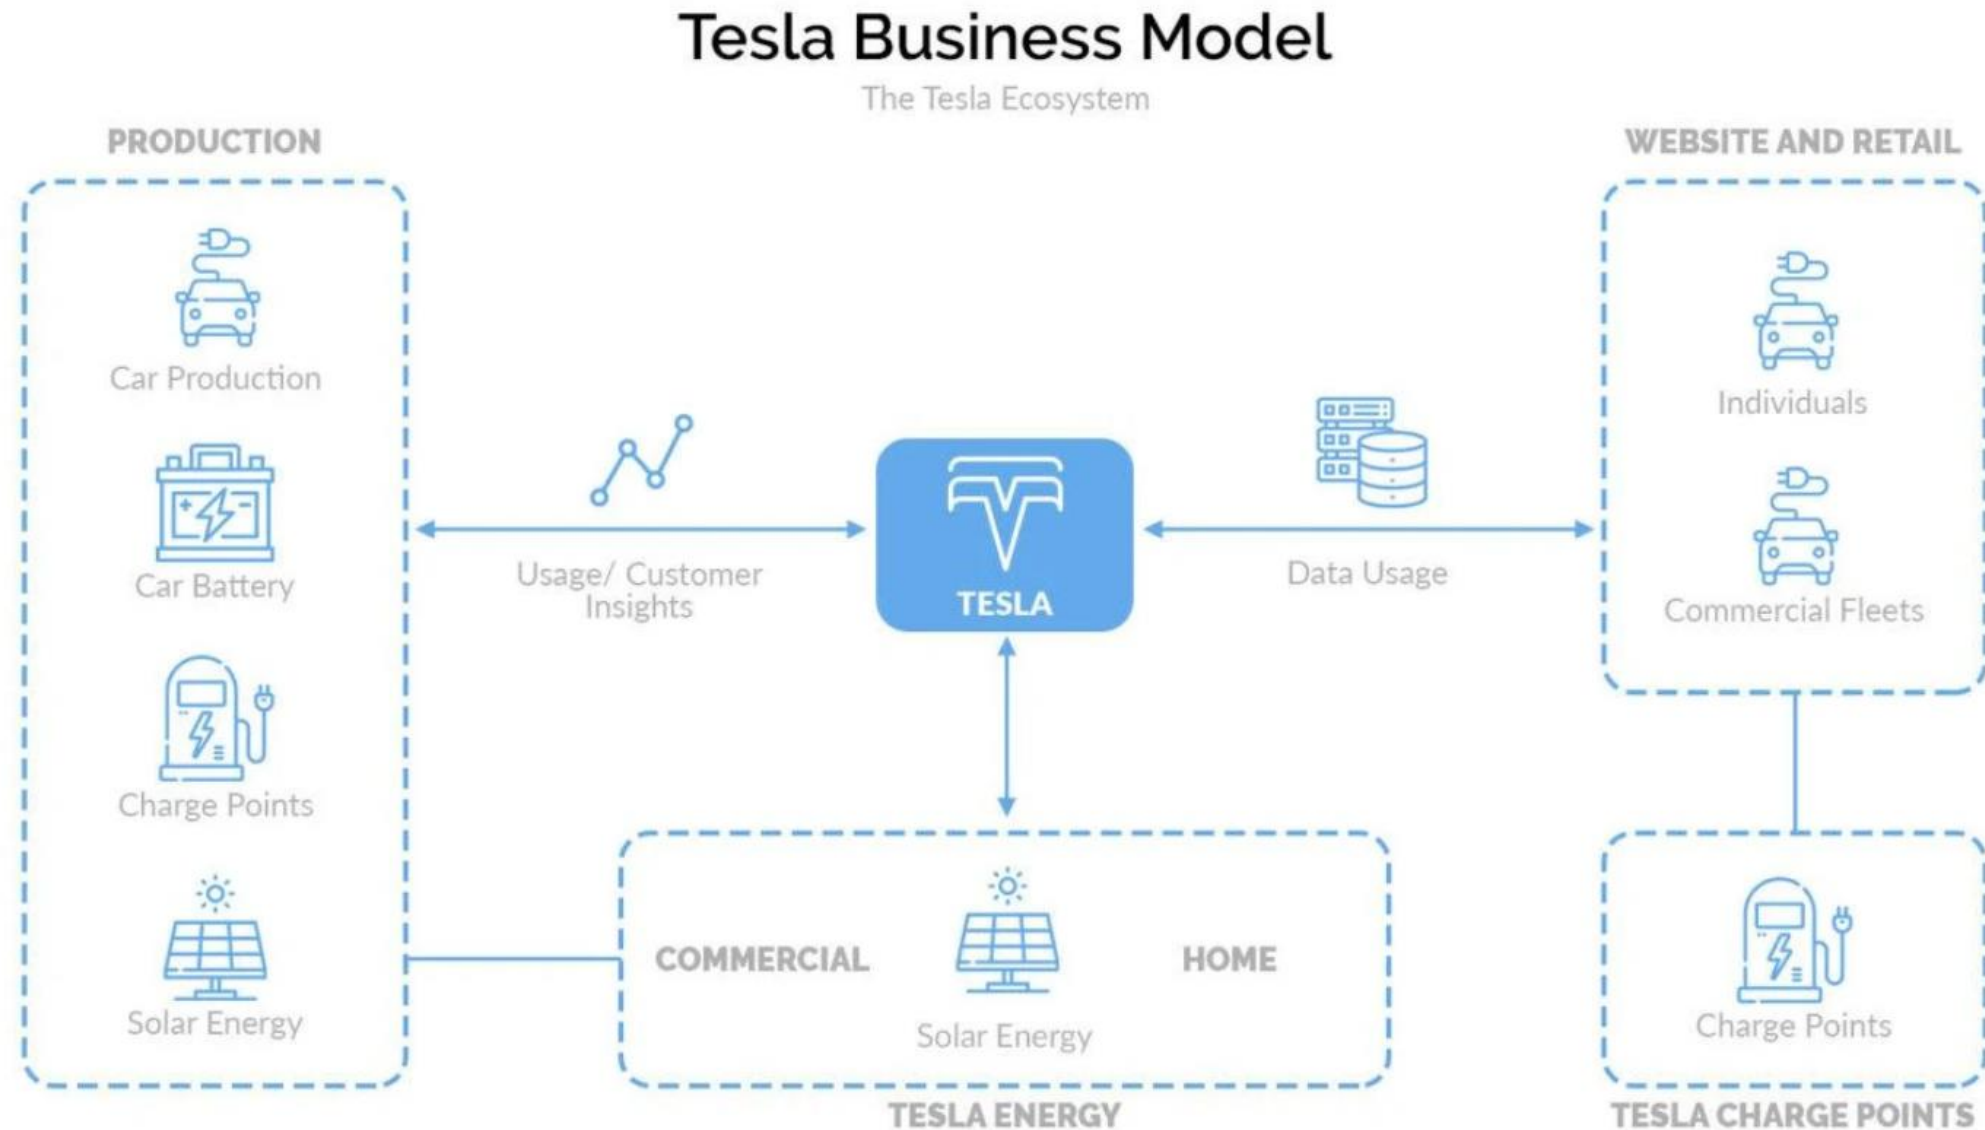 Tesla Business Model
The Tesla Ecosystem
PRODUCTION
Car Production
Car Battery
Charge Points
Solar Energy
Usage/ Customer
Insights
TESLA
Data Usage
WEBSITE AND RETAIL
Individuals
Commercial Fleets
COMMERCIAL
Solar Energy
HOME
TESLA ENERGY
Charge Points
TESLA CHARGE POINTS